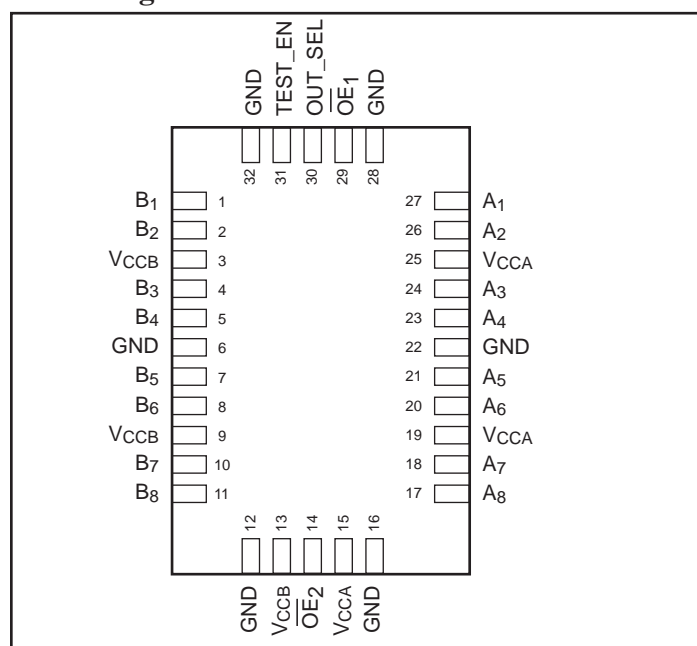 GND TEST_EN OUT_SEL OE1 GND
32 31 30 29 28
B1 1 27 A1
B2 2 26 A2
VCCB 3 25 VCCA
B3 4 24 A3
B4 5 23 A4
GND 6 22 GND
B5 7 21 A5
B6 8 20 A6
VCCB 9 19 VCCA
B7 10 18 A7
B8 11 17 A8
12 13 14 15 16
GND VCCB OE2 VCCA GND